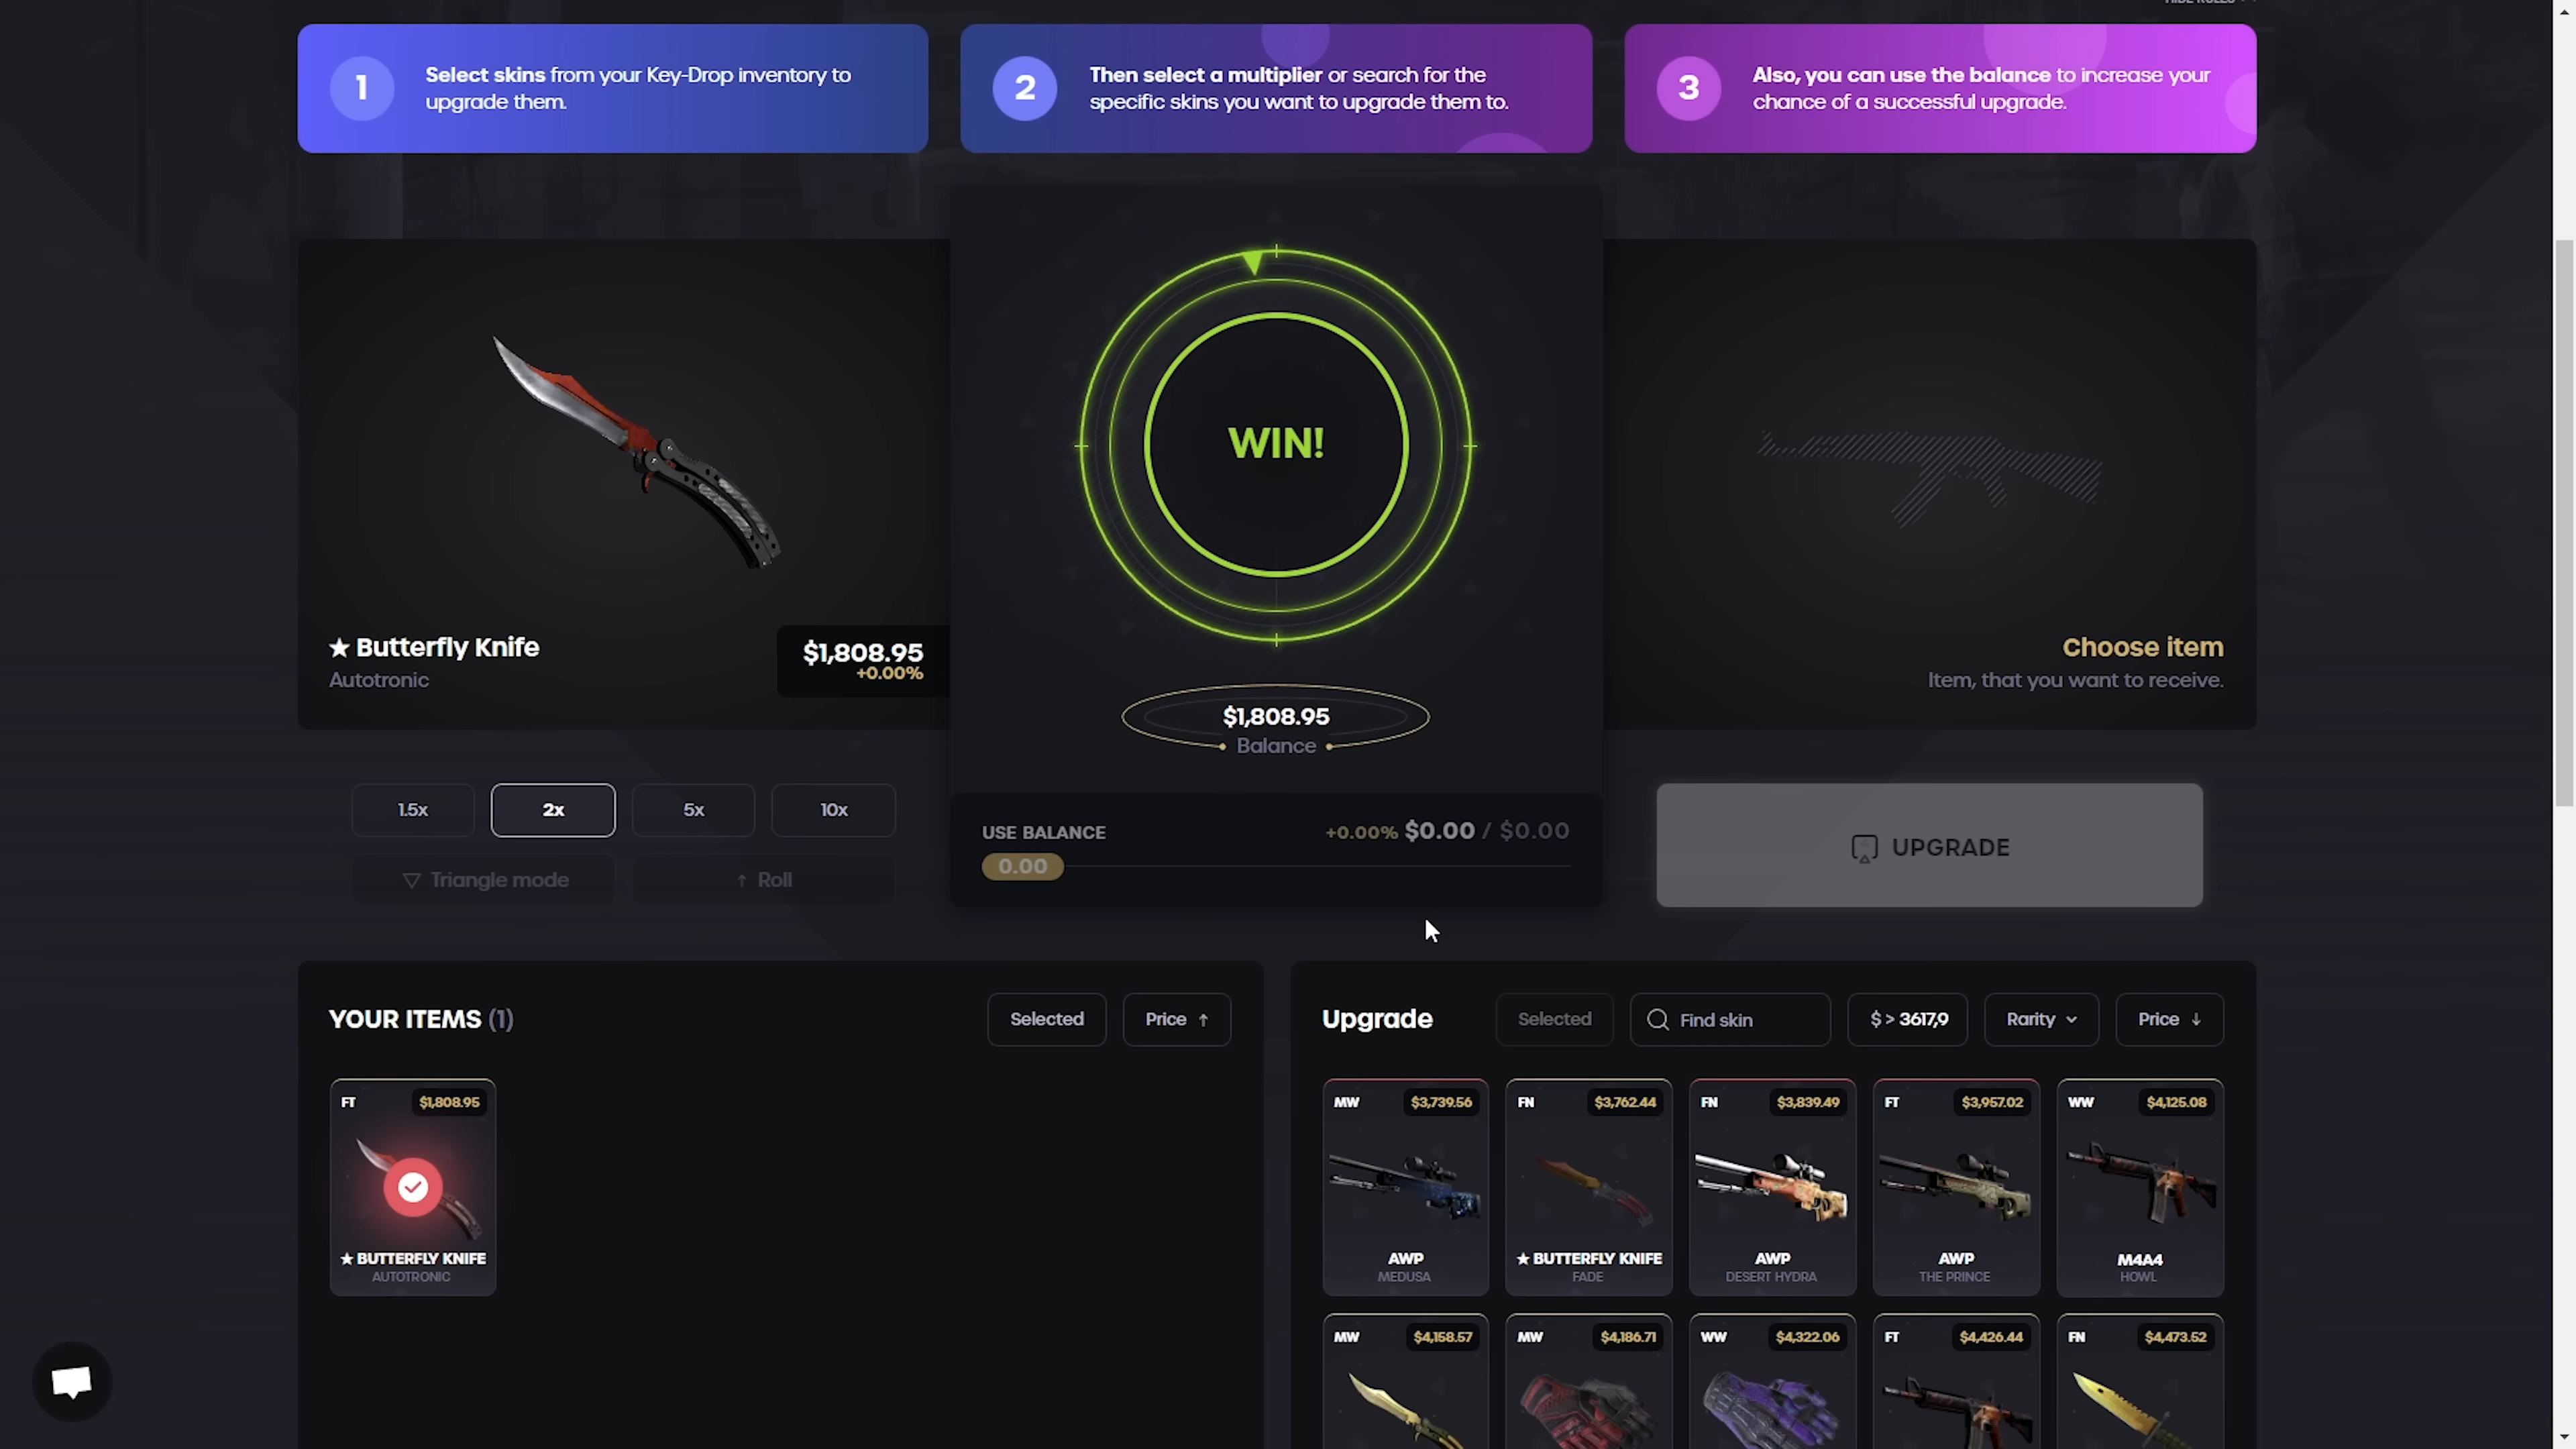 1
Select skins from your Key-Drop inventory to
upgrade them.
2
Then select a multiplier or search for the
specific skins you want to upgrade them to.
3
Also, you can use the balance to increase your
chance of a successful upgrade.
WIN!
★ Butterfly Knife
Autotronic
$1,808.95
+0.00%
$1,808.95
Balance
Choose item
Item, that you want to receive.
1.5x
2x
5x
10x
Triangle mode
↑ Roll
USE BALANCE
+0.00% $0.00 / $0.00
0.00
UPGRADE
YOUR ITEMS (1)
Selected
Price ↑
FT
$1,808.95
★ BUTTERFLY KNIFE
AUTOTRONIC
Upgrade
Selected
Find skin
$ > 3617,9
Rarity
Price ↓
MW
$3,739.56
AWP
MEDUSA
FN
$3,762.44
★ BUTTERFLY KNIFE
FADE
FN
$3,839.49
AWP
DESERT HYDRA
FT
$3,957.02
AWP
THE PRINCE
WW
$4,125.08
M4A4
HOWL
MW
$4,158.57
MW
$4,186.71
WW
$4,322.06
FT
$4,426.44
FN
$4,473.52